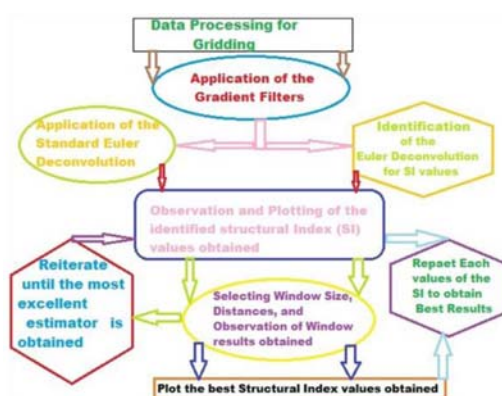 Data Processing for
Gridding
Application of the
Gradient Filters
Application of the
Standard Euler
Deconvolution
Identification
of the
Euler Deconvolution
for SI values
Observation and Plotting of the
identified structural Index (SI)
values obtained
Reiterate
until the most
excellent
estimator is
obtained
Selecting Window Size,
Distances, and
Observation of Window
results obtained
Repaet Each
values of the
SI to obtain
Best Results
Plot the best Structural Index values obtained